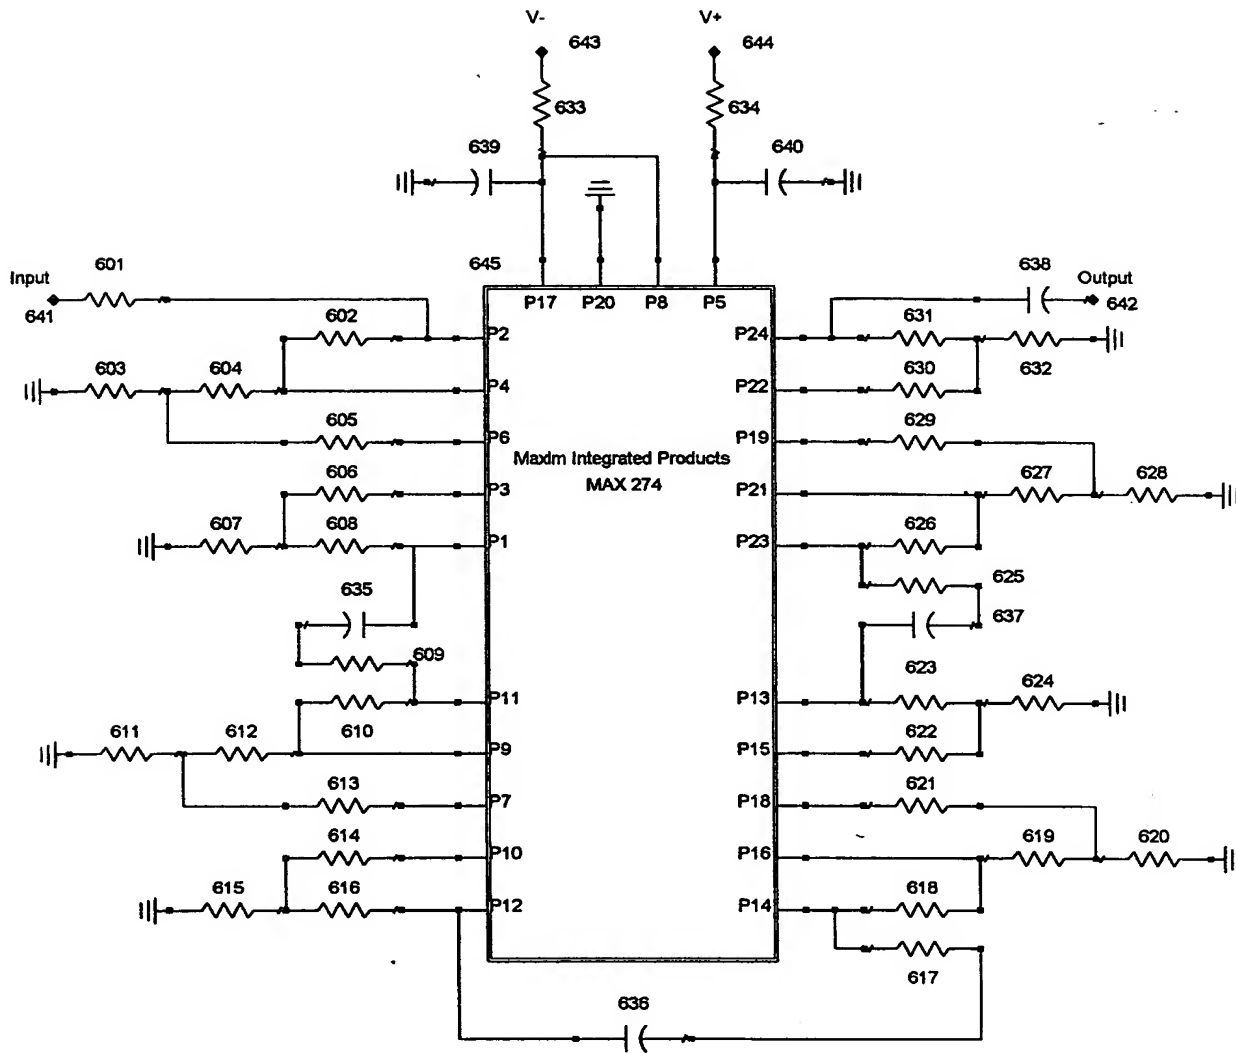 V- V+
643 644
633 634
639 640
Input 601 645 638 Output
641 642
P17 P20 P8 P5
602 P2 P24 631
603 604 P4 P22 630 632
605 P6 P19 629
Maxim Integrated Products
MAX 274
606 P3 P21 627 628
607 608 P1 P23 626
625
635 637
609
P11 P13 623 624
610
611 612 P9 P15 622
613 P7 P18 621
614 P10 P16 619 620
615 616 P12 P14 618
617
636